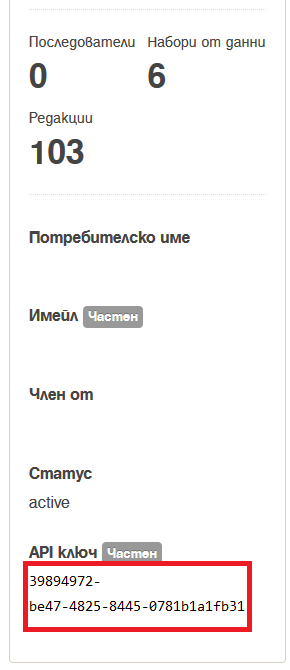 Последователи Набори от данни
0 6
Редакции
103
Потребителско име
Имейл Частен
Член от
Статус
active
API ключ Частен
39894972-
be47-4825-8445-0781b1a1fb31